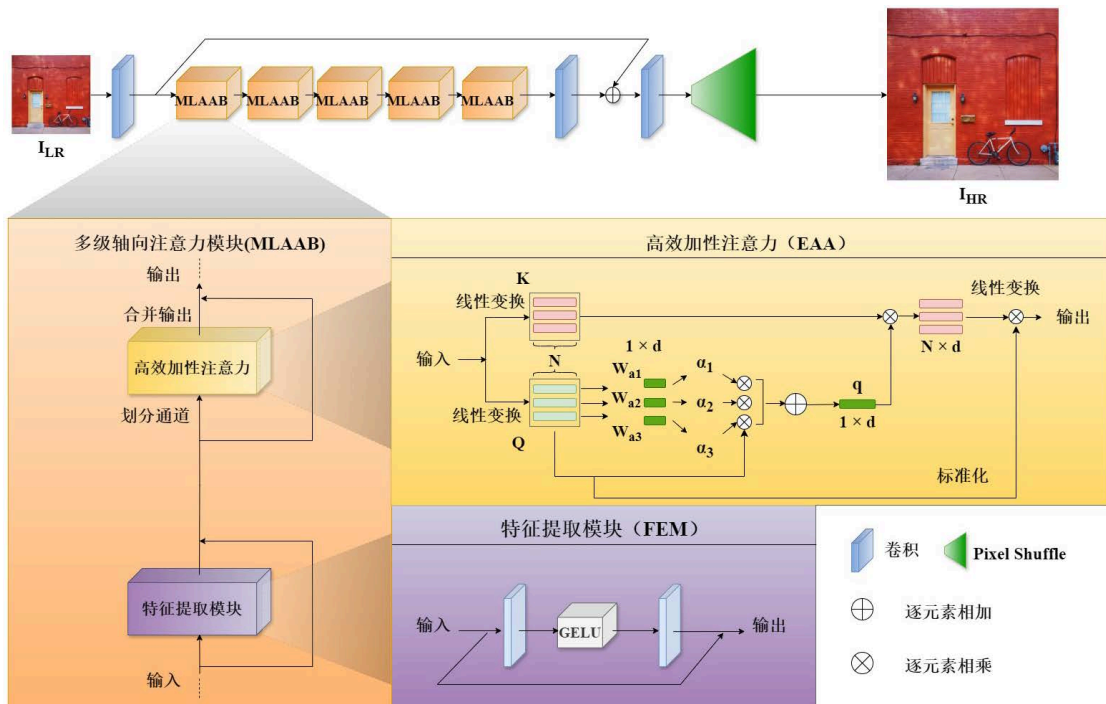 MLAAB
MLAAB
MLAAB
MLAAB
MLAAB
I_LR
I_HR
多级轴向注意力模块(MLAAB)
输出
合并输出
高效加性注意力
划分通道
特征提取模块
输入
高效加性注意力（EAA）
K
线性变换
线性变换
输入
输出
N
N × d
1 × d
W_a1
α_1
q
W_a2
α_2
线性变换
1 × d
Q
W_a3
α_3
标准化
特征提取模块（FEM）
输入
GELU
输出
卷积
Pixel Shuffle
逐元素相加
逐元素相乘